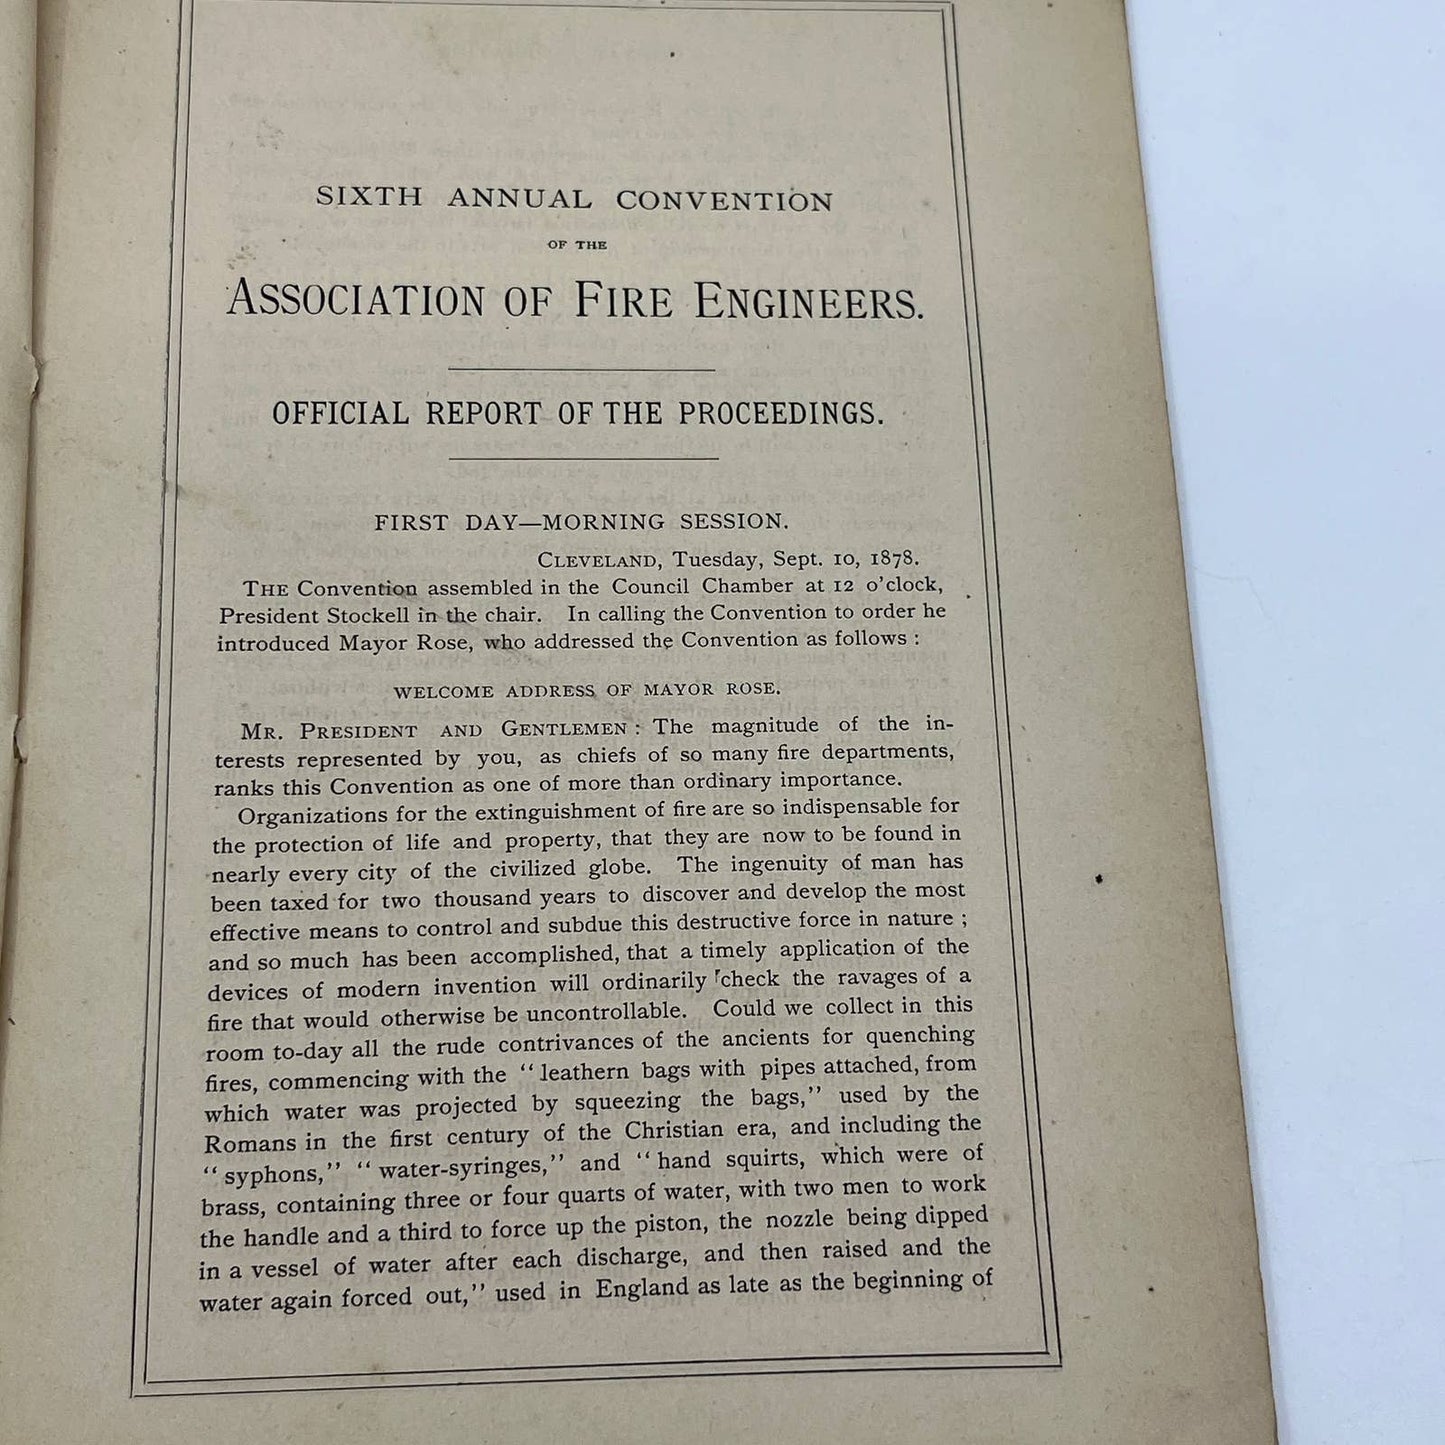 SIXTH ANNUAL CONVENTION
OF THE
ASSOCIATION OF FIRE ENGINEERS.
OFFICIAL REPORT OF THE PROCEEDINGS.
FIRST DAY—MORNING SESSION.
CLEVELAND, Tuesday, Sept. 10, 1878.
THE Convention assembled in the Council Chamber at 12 o'clock,
President Stockell in the chair. In calling the Convention to order he
introduced Mayor Rose, who addressed the Convention as follows :
WELCOME ADDRESS OF MAYOR ROSE.
MR. PRESIDENT AND GENTLEMEN : The magnitude of the in-
terests represented by you, as chiefs of so many fire departments,
ranks this Convention as one of more than ordinary importance.
Organizations for the extinguishment of fire are so indispensable for
the protection of life and property, that they are now to be found in
nearly every city of the civilized globe. The ingenuity of man has
been taxed for two thousand years to discover and develop the most
effective means to control and subdue this destructive force in nature ;
and so much has been accomplished, that a timely application of the
devices of modern invention will ordinarily check the ravages of a
fire that would otherwise be uncontrollable. Could we collect in this
room to-day all the rude contrivances of the ancients for quenching
fires, commencing with the “leathern bags with pipes attached, from
which water was projected by squeezing the bags,” used by the
Romans in the first century of the Christian era, and including the
“syphons,” “water-syringes,” and “hand squirts, which were of
brass, containing three or four quarts of water, with two men to work
the handle and a third to force up the piston, the nozzle being dipped
in a vessel of water after each discharge, and then raised and the
water again forced out,” used in England as late as the beginning of